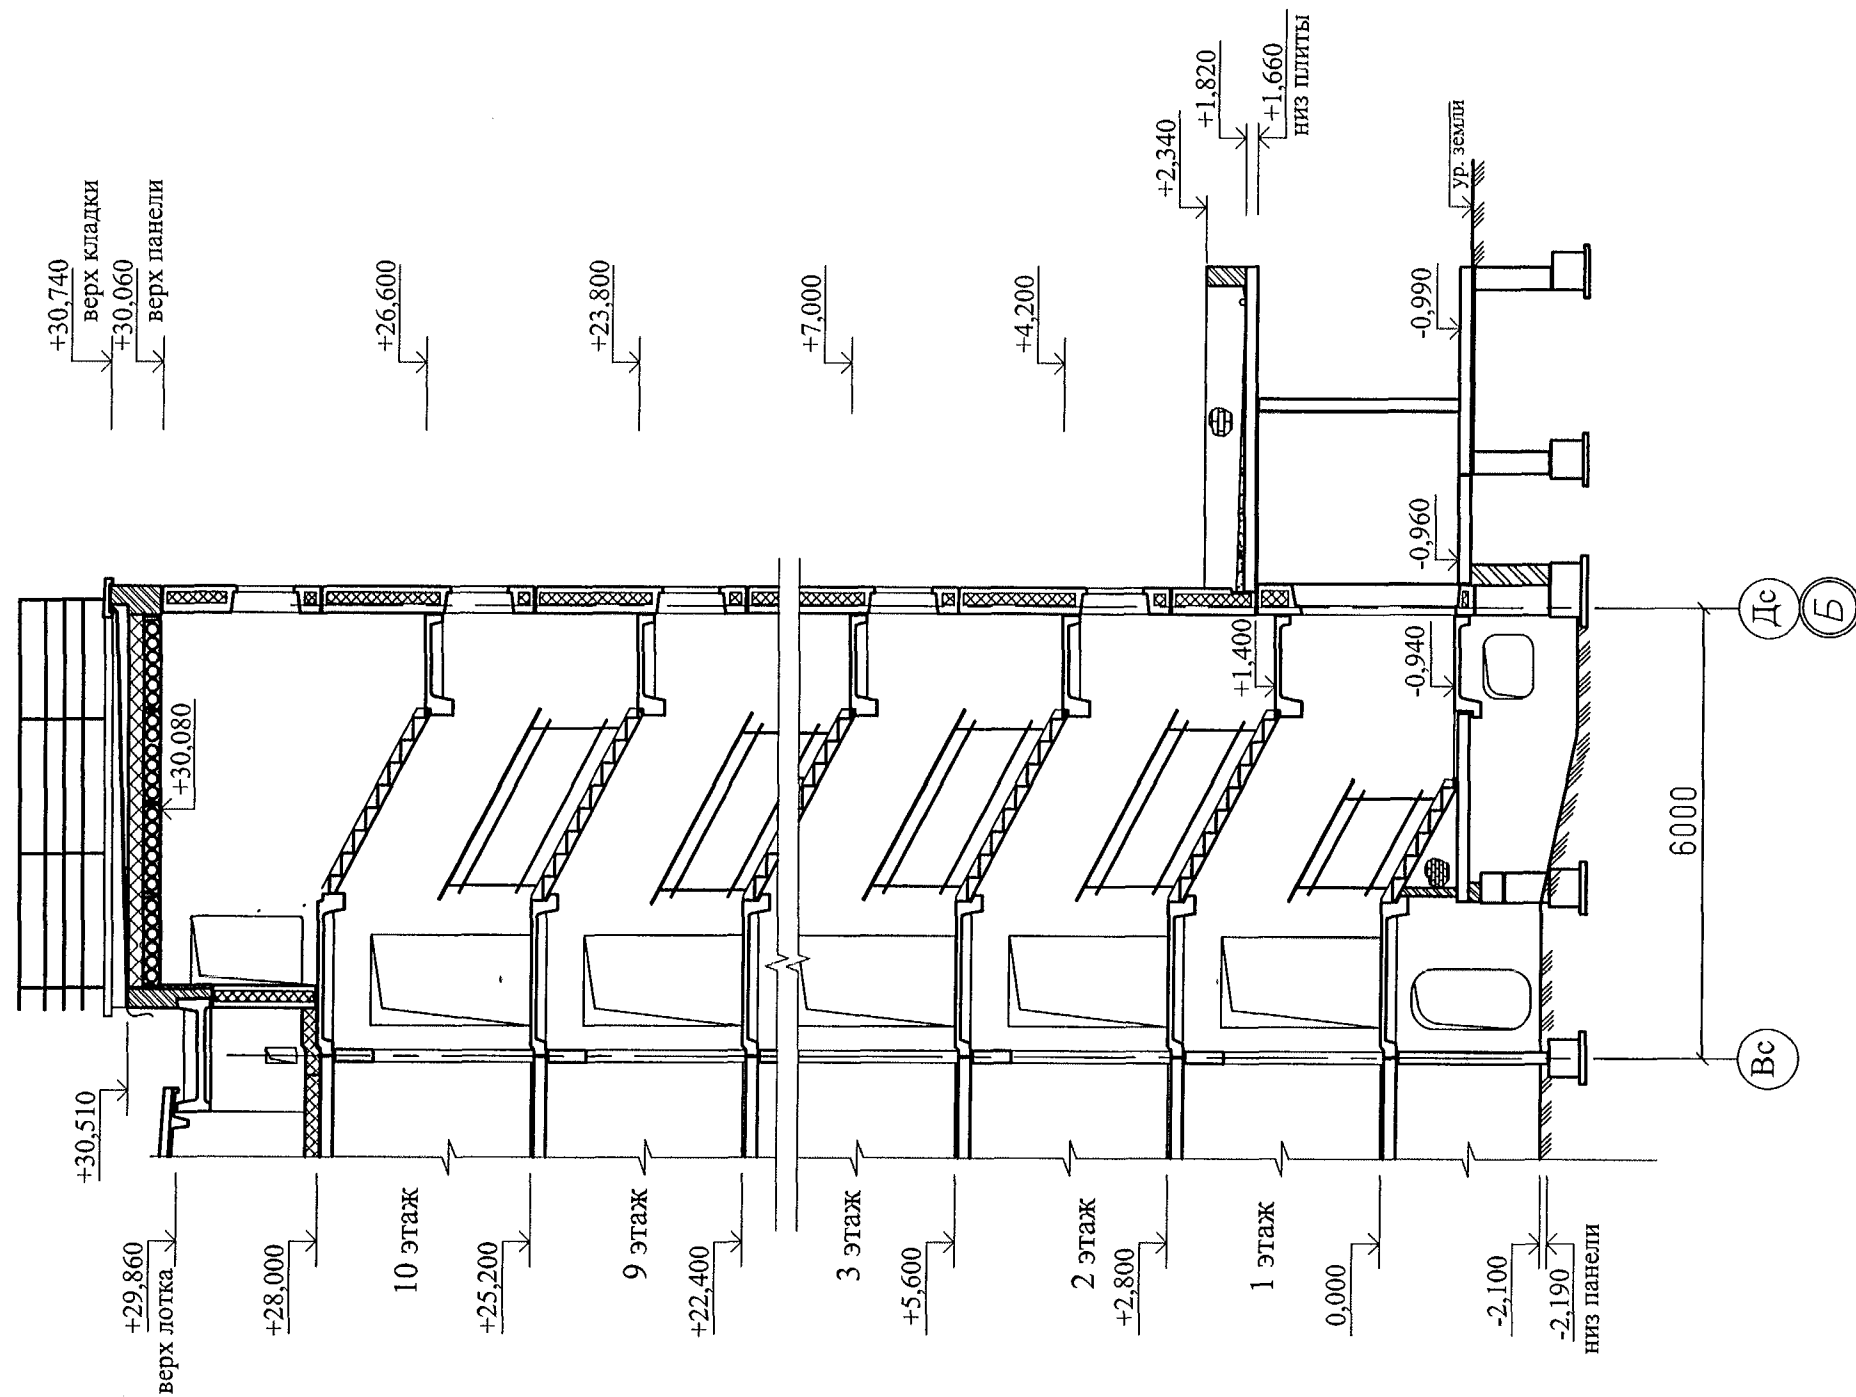 +30,740
верх кладки
+30,060
верх панели
+26,600
+23,800
+7,000
+4,200
+2,340
+1,820
+1,660
низ плиты
ур. земли
-0,990
-0,960
+30,080
+1,400
-0,940
6000
Дс
Б
Вс
+30,510
+29,860
верх лотка
+28,000
10 этаж
+25,200
9 этаж
+22,400
3 этаж
+5,600
2 этаж
+2,800
1 этаж
0,000
-2,100
-2,190
низ панели